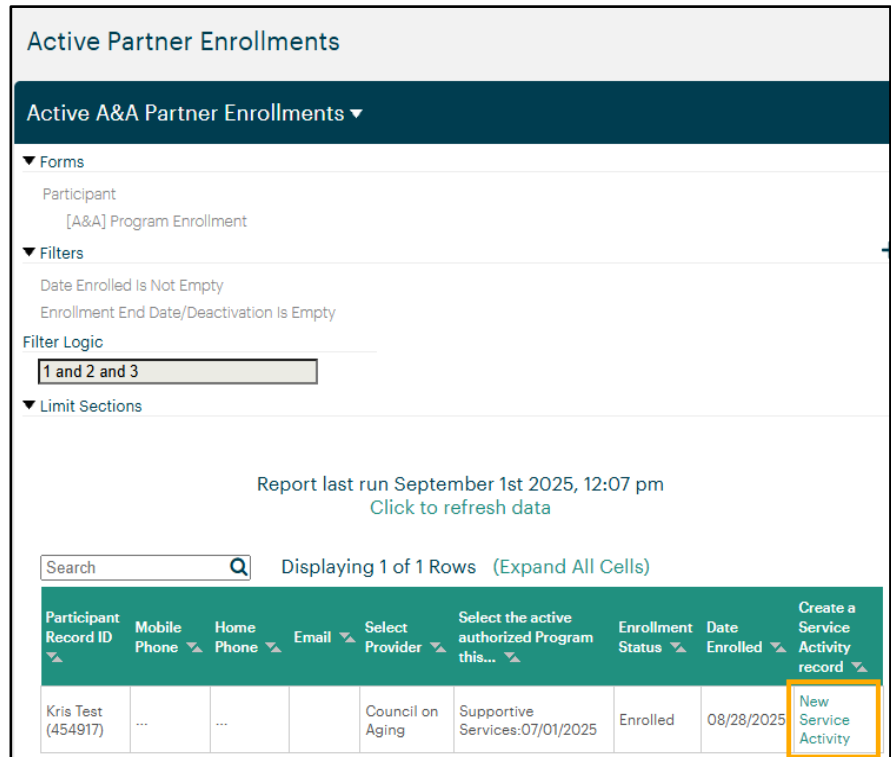 Active Partner Enrollments
Active A&A Partner Enrollments
Forms
Participant
[A&A] Program Enrollment
Filters
Date Enrolled Is Not Empty
Enrollment End Date/Deactivation Is Empty
Filter Logic
1 and 2 and 3
Limit Sections
Report last run September 1st 2025, 12:07 pm
Click to refresh data
Search
Displaying 1 of 1 Rows (Expand All Cells)
Participant Record ID
Mobile Phone
Home Phone
Email
Select Provider
Select the active authorized Program this...
Enrollment Status
Date Enrolled
Create a Service Activity record
Kris Test (454917)
...
...
Council on Aging
Supportive Services:07/01/2025
Enrolled
08/28/2025
New Service Activity